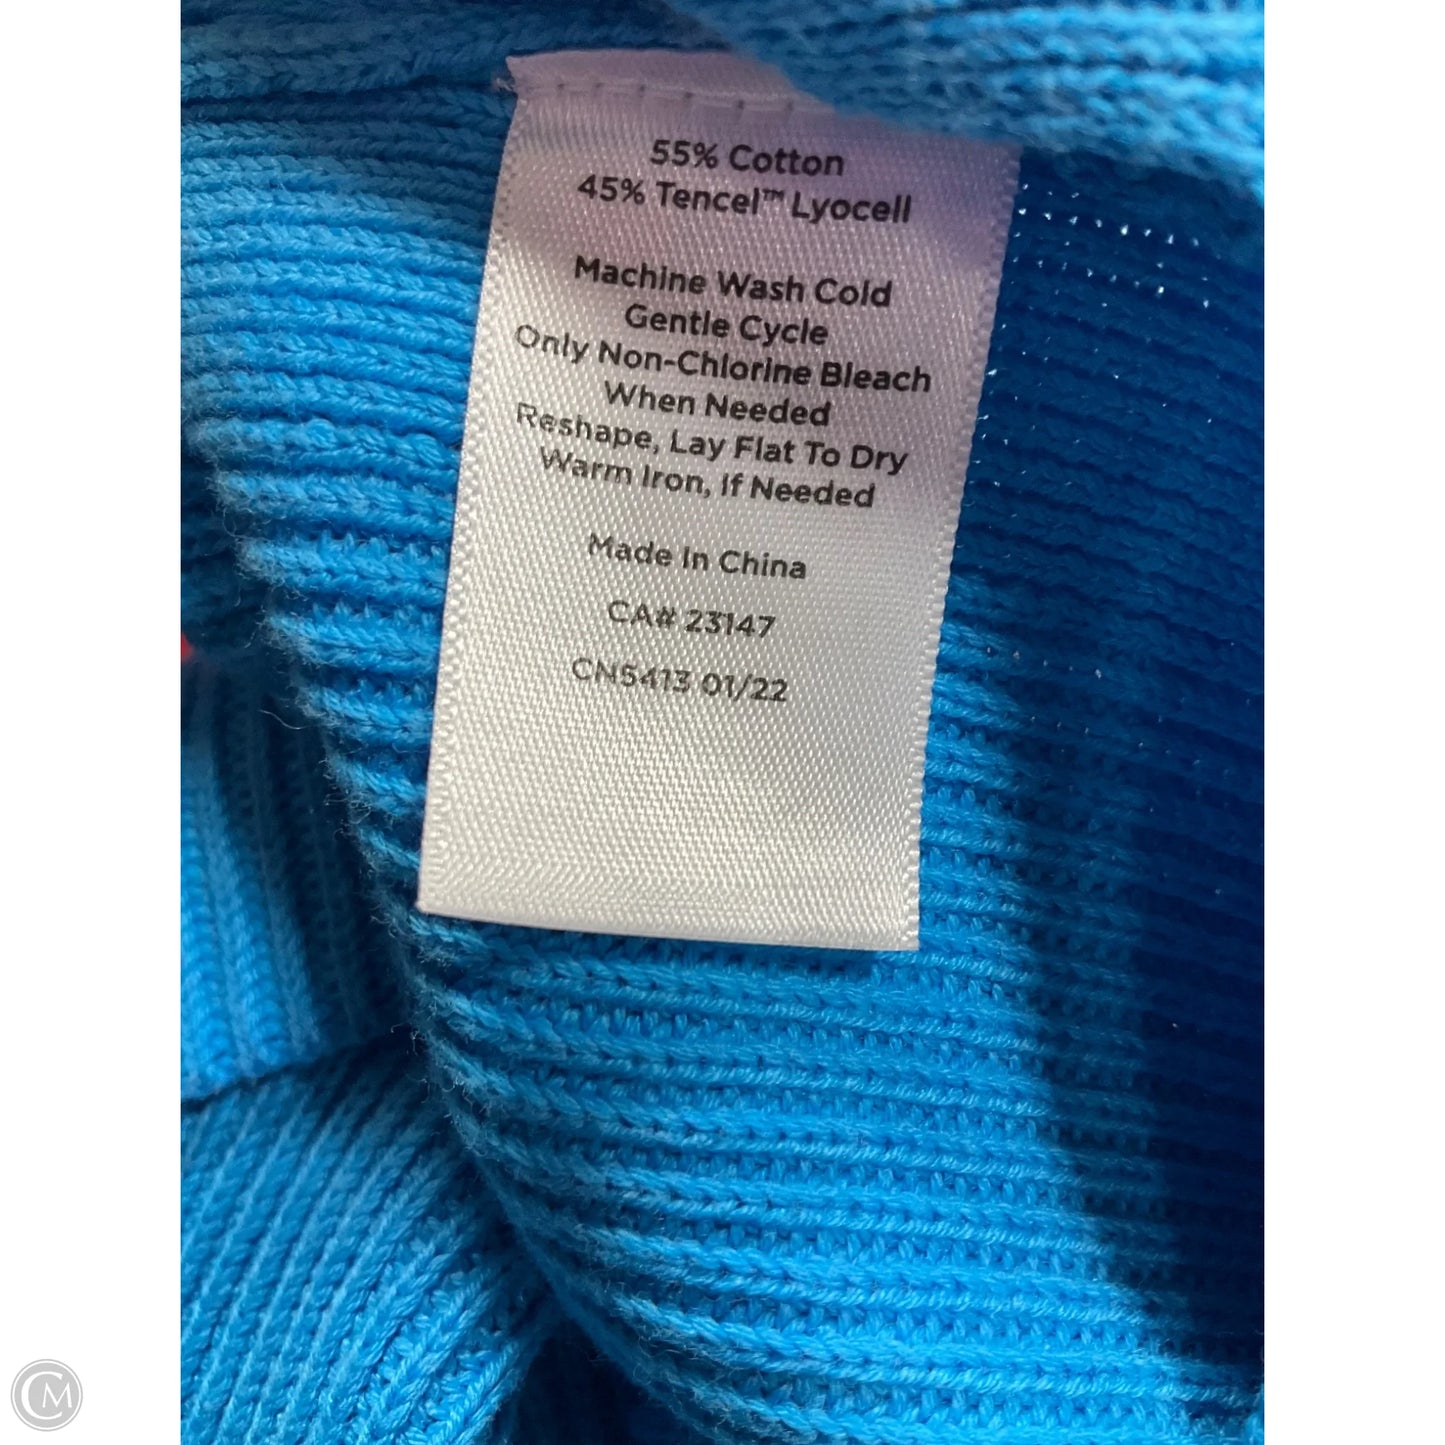 55% Cotton
45% Tencel™ Lyocell
Machine Wash Cold
Gentle Cycle
Only Non-Chlorine Bleach
When Needed
Reshape, Lay Flat To Dry
Warm Iron, If Needed
Made In China
CA# 23147
CN5413 01/22
CM